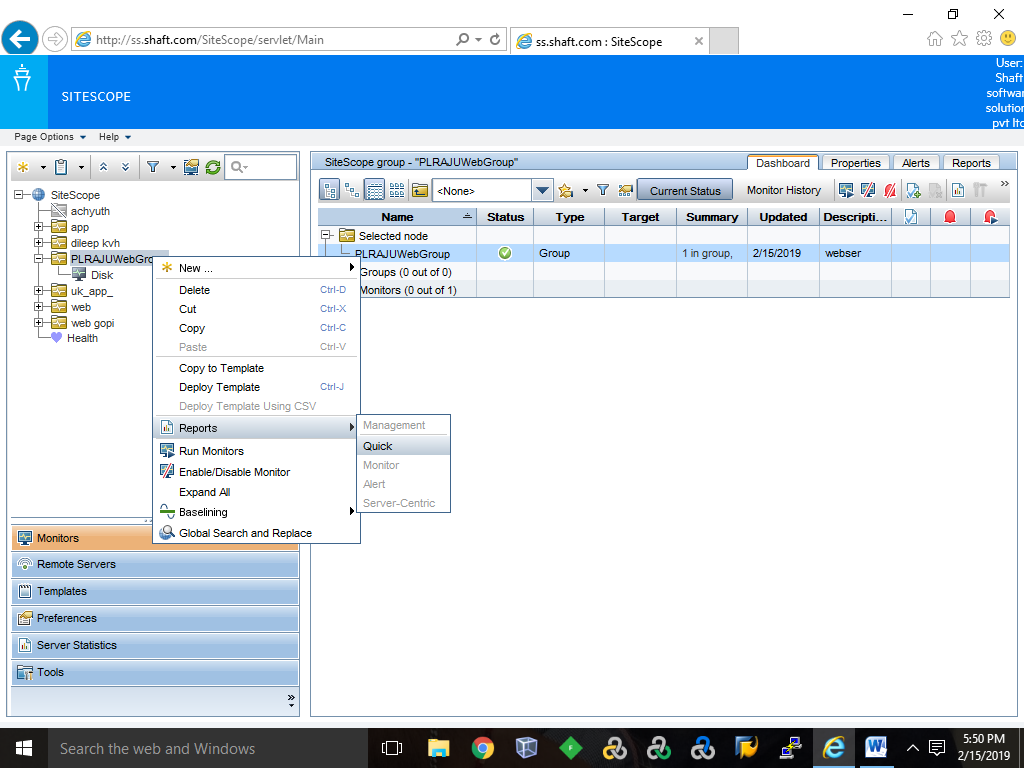 http://ss.shaft.com/SiteScope/servlet/Main
ss.shaft.com : SiteScope
SITESCOPE
User:
Shaft
software
solution
pvt ltd
Page Options
Help
SiteScope
achyuth
app
dileep kvh
PLRAJUWebGro
Disk
uk_app_
web
web gopi
Health
New ...
Delete Ctrl-D
Cut Ctrl-X
Copy Ctrl-C
Paste Ctrl-V
Copy to Template
Deploy Template Ctrl-J
Deploy Template Using CSV
Reports
Run Monitors
Enable/Disable Monitor
Expand All
Baselining
Global Search and Replace
Management
Quick
Monitor
Alert
Server-Centric
Monitors
Remote Servers
Templates
Preferences
Server Statistics
Tools
SiteScope group - "PLRAJUWebGroup"
Dashboard Properties Alerts Reports
<None>
Current Status
Monitor History
Name Status Type Target Summary Updated Descripti...
Selected node
PLRAJUWebGroup Group 1 in group, 2/15/2019 webser
Groups (0 out of 0)
Monitors (0 out of 1)
Search the web and Windows
5:50 PM
2/15/2019